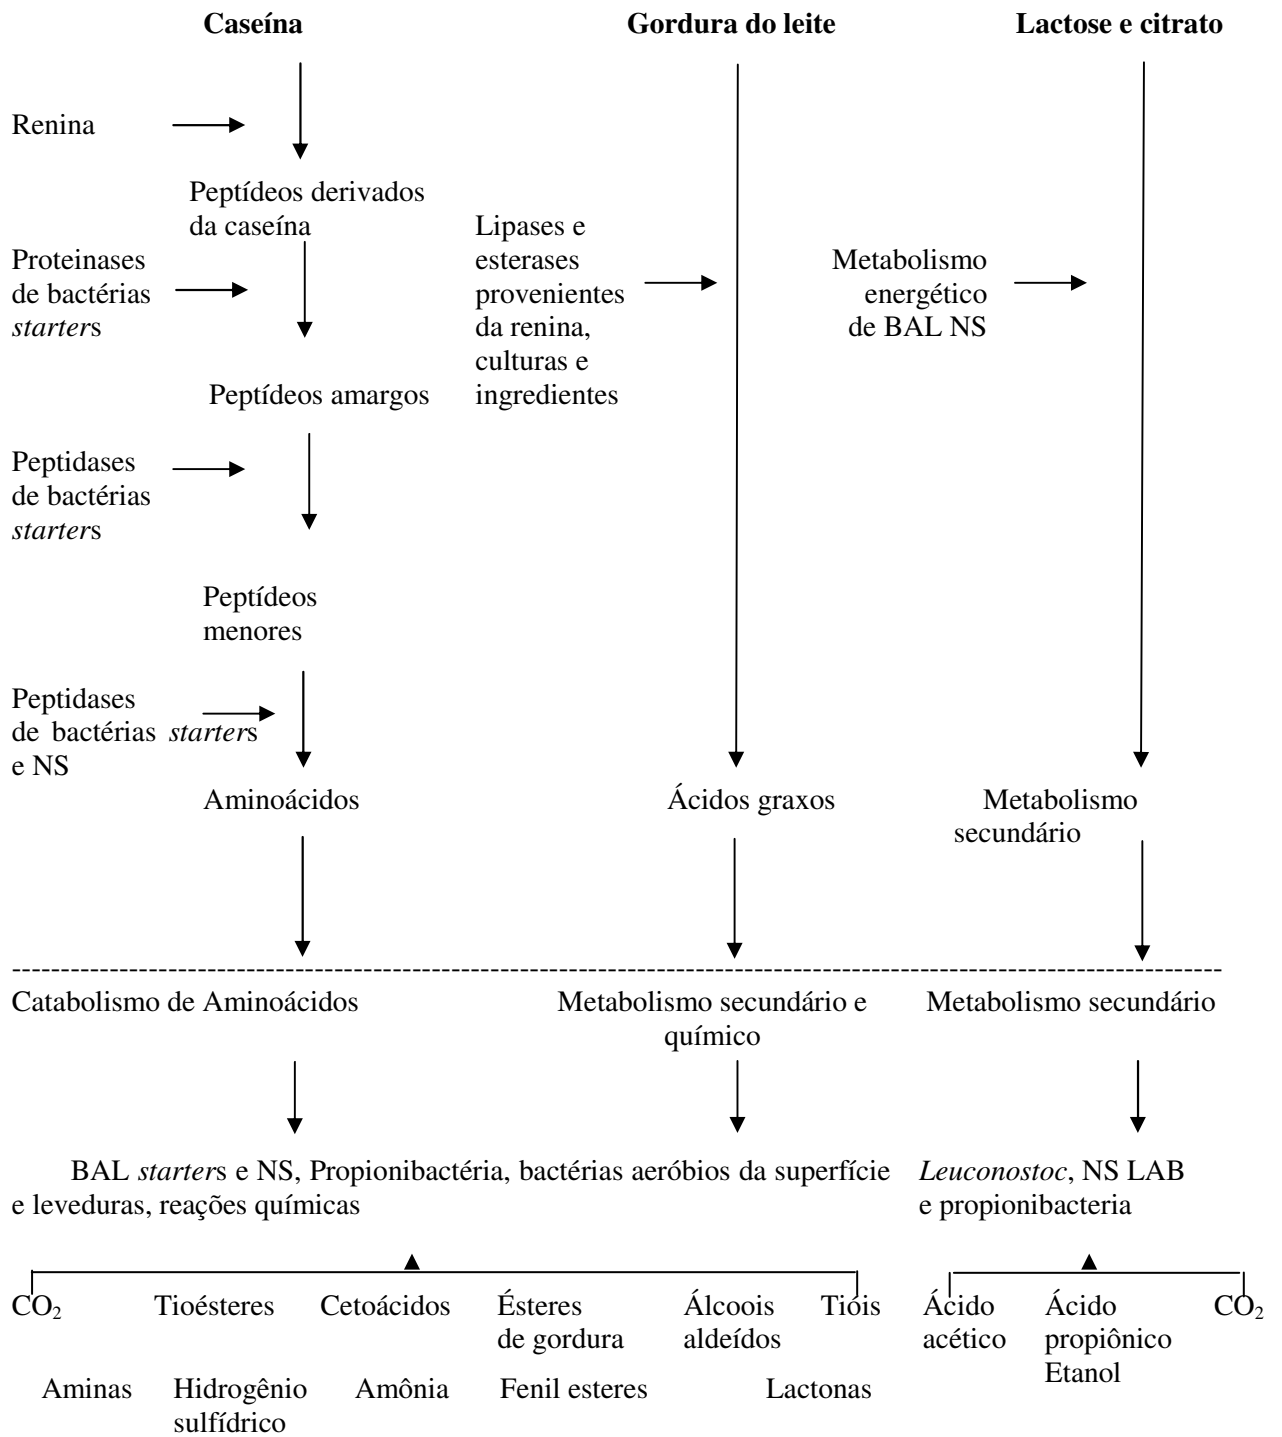 Caseína
Gordura do leite
Lactose e citrato
Renina
Peptídeos derivados
da caseína
Proteinases
de bactérias
starters
Lipases e
esterases
provenientes
da renina,
culturas e
ingredientes
Metabolismo
energético
de BAL NS
Peptídeos amargos
Peptidases
de bactérias
starters
Peptídeos
menores
Peptidases
de bactérias starters
e NS
Aminoácidos
Ácidos graxos
Metabolismo
secundário
Catabolismo de Aminoácidos
Metabolismo secundário e
químico
Metabolismo secundário
BAL starters e NS, Propionibactéria, bactérias aeróbios da superfície
e leveduras, reações químicas
Leuconostoc, NS LAB
e propionibacteria
CO₂
Tioésteres
Cetoácidos
Ésteres
de gordura
Álcoois
aldeídos
Tióis
Ácido
acético
Ácido
propiônico
Etanol
CO₂
Aminas
Hidrogênio
sulfídrico
Amônia
Fenil esteres
Lactonas